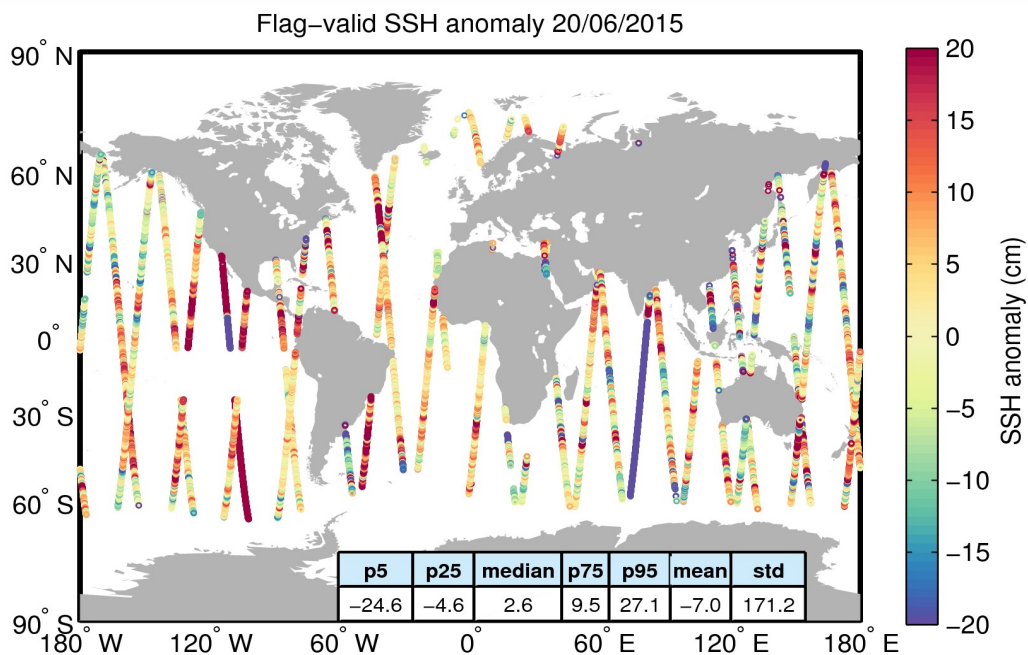 Flag−valid SSH anomaly 20/06/2015
90° N
60° N
30° N
0°
30° S
60° S
90° S
180° W
120° W
60° W
0°
60° E
120° E
180° E
20
15
10
5
0
−5
−10
−15
−20
SSH anomaly (cm)
p5 p25 median p75 p95 mean std
−24.6 −4.6 2.6 9.5 27.1 −7.0 171.2